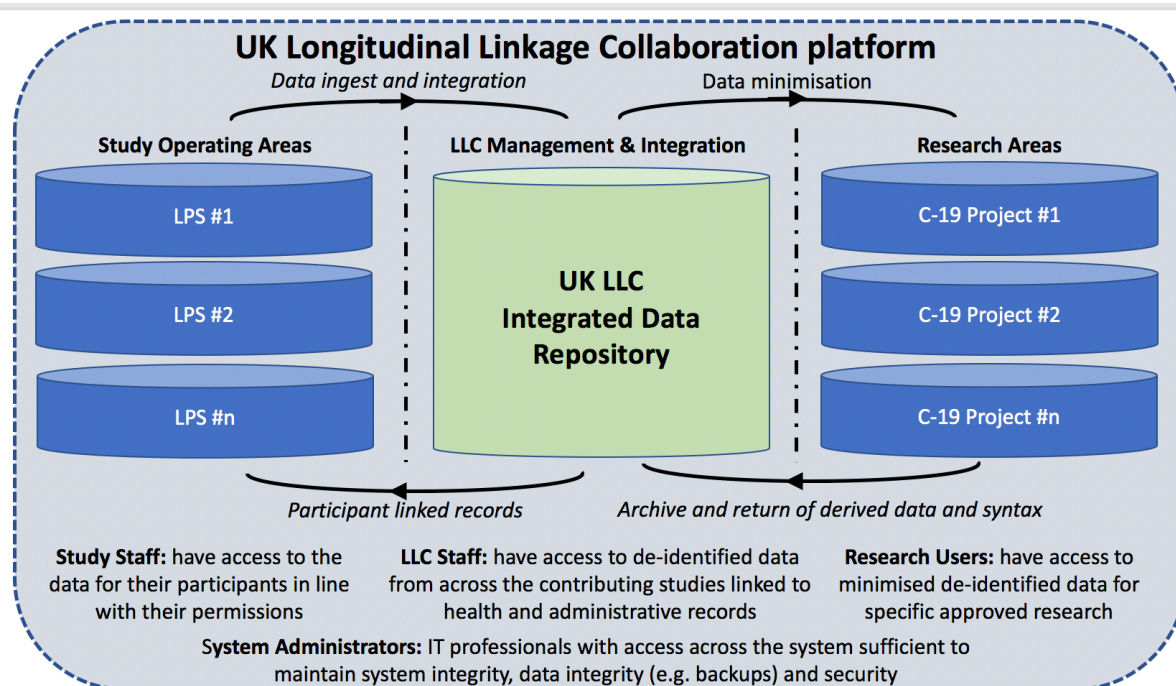 UK Longitudinal Linkage Collaboration platform
Data ingest and integration
Data minimisation
Study Operating Areas
LLC Management & Integration
Research Areas
LPS #1
LPS #2
LPS #n
UK LLC
Integrated Data
Repository
C-19 Project #1
C-19 Project #2
C-19 Project #n
Participant linked records
Archive and return of derived data and syntax
Study Staff: have access to the
data for their participants in line
with their permissions
LLC Staff: have access to de-identified data
from across the contributing studies linked to
health and administrative records
Research Users: have access to
minimised de-identified data for
specific approved research
System Administrators: IT professionals with access across the system sufficient to
maintain system integrity, data integrity (e.g. backups) and security